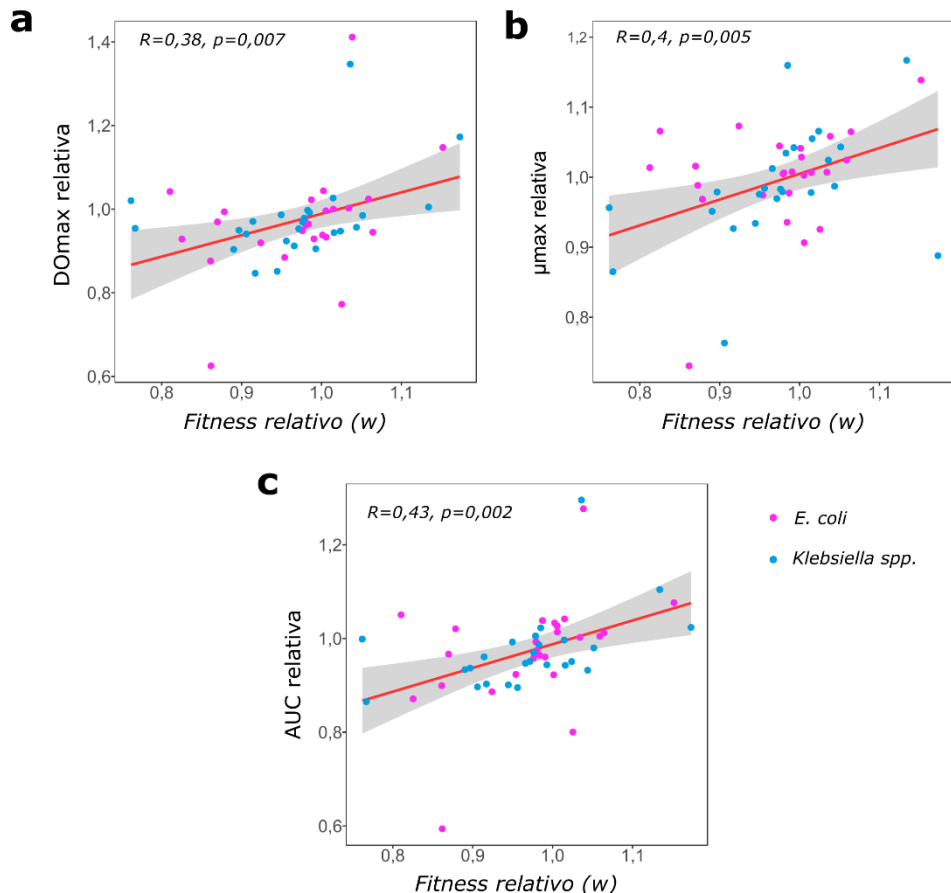 a
R=0,38, p=0,007
1,4
1,2
1,0
0,8
0,6
DOmax relativa
0,8 0,9 1,0 1,1
Fitness relativo (w)
b
R=0,4, p=0,005
1,2
1,1
1,0
0,9
0,8
μmax relativa
0,8 0,9 1,0 1,1
Fitness relativo (w)
c
R=0,43, p=0,002
1,2
1,0
0,8
0,6
AUC relativa
0,8 0,9 1,0 1,1
Fitness relativo (w)
E. coli
Klebsiella spp.